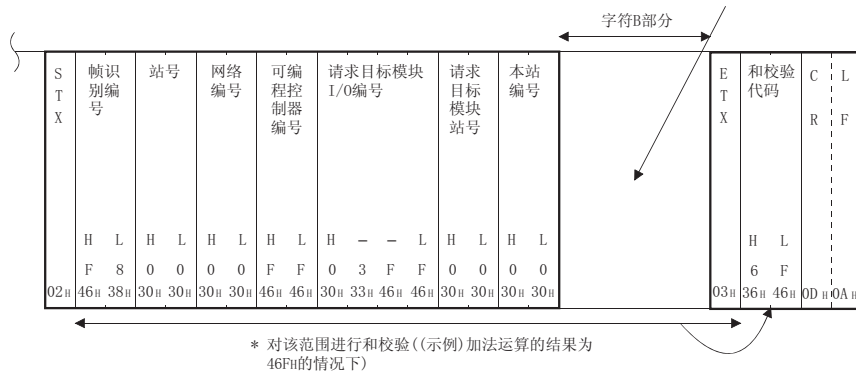 字符B部分
S
T
X
帧识
别编
号
站号
网络
编号
可编
程控
制器
编号
请求目标模块
I/O编号
请求
目标
模块
站号
本站
编号
E
T
X
和校验
代码
C
R
L
F
H L H L H L H L H － － L H L H L H L
F 8 0 0 0 0 F F 0 3 F F 0 0 0 0 6 F
02H 46H 38H 30H 30H 30H 30H 46H 46H 30H 33H 46H 46H 30H 30H 30H 30H 03H 36H 46H 0DH 0AH
* 对该范围进行和校验((示例)加法运算的结果为
46FH的情况下)